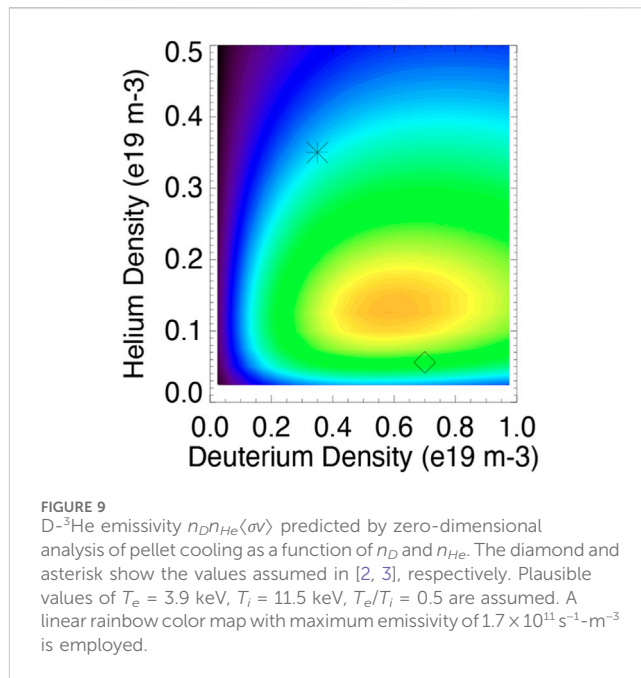 0.5
0.4
0.3
0.2
0.1
0.0
Helium Density (e19 m-3)
0.0 0.2 0.4 0.6 0.8 1.0
Deuterium Density (e19 m-3)
FIGURE 9
D-³He emissivity n_D n_He⟨σv⟩ predicted by zero-dimensional
analysis of pellet cooling as a function of n_D and n_He. The diamond and
asterisk show the values assumed in [2, 3], respectively. Plausible
values of T_e = 3.9 keV, T_i = 11.5 keV, T_e/T_i = 0.5 are assumed. A
linear rainbow color map with maximum emissivity of 1.7 × 10¹¹ s⁻¹-m⁻³
is employed.